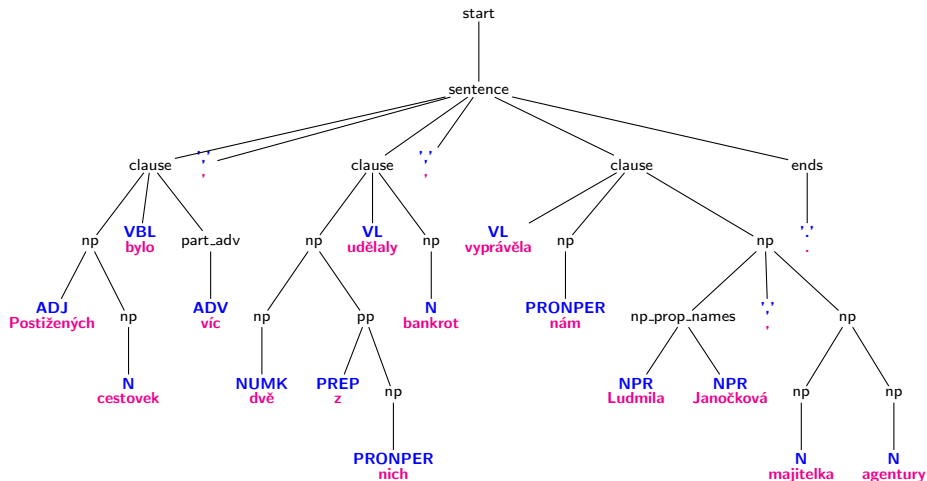 start
sentence
clause ',' clause ',' clause ends
, ,
np VBL part_adv np VL np VL np np '.'
bylo udělaly vyprávěla .
ADJ np ADV np pp N PRONPER np_prop_names ',' np
Postižených víc bankrot nám ,
N NUMK PREP np NPR NPR np np
cestovek dvě z Ludmila Janočková
PRONPER N N
nich majitelka agentury